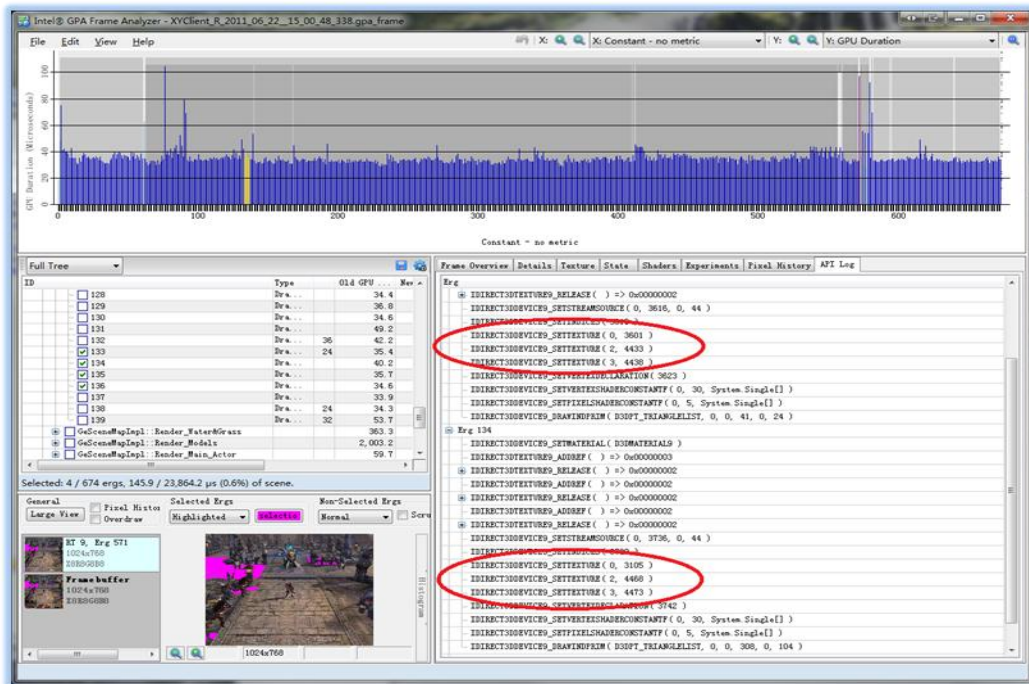 Intel® GPA Frame Analyzer - XYClient_R_2011_06_22__15_00_48_338.gpa_frame
File Edit View Help X: X: Constant - no metric Y: Y: GPU Duration
GPU Duration (Microseconds)
100
80
60
40
20
0
0 100 200 300 400 500 600
Constant - no metric
Full Tree
ID Type Old GPU ...
128 Dra... 34.4
129 Dra... 36.8
130 Dra... 34.6
131 Dra... 49.2
132 Dra... 36 42.2
133 Dra... 24 35.4
134 Dra... 40.2
135 Dra... 35.7
136 Dra... 34.6
137 Dra... 33.9
138 Dra... 24 34.3
139 Dra... 32 53.7
GeSceneMapImpl::Render_Water&Grass 363.3
GeSceneMapImpl::Render_Models 2,003.2
GeSceneMapImpl::Render_Main_Actor 59.7
Selected: 4 / 674 ergs, 145.9 / 23,864.2 µs (0.6%) of scene.
General Selected Ergs Non-Selected Ergs
Large View Pixel Histor Highlighted Normal Scru
Overdraw
RT 9, Erg 571
1024x768
X8R8G8B8
Framebuffer
1024x768
X8R8G8B8
Histogram
1024x768
Frame Overview Details Texture State Shaders Experiments Pixel History API Log
Erg
IDIRECT3DTEXTURE9_RELEASE( ) => 0x00000002
IDIRECT3DDEVICE9_SETSTREAMSOURCE( 0, 3616, 0, 44 )
IDIRECT3DDEVICE9_SETTEXTURE( 0, 3601 )
IDIRECT3DDEVICE9_SETTEXTURE( 2, 4433 )
IDIRECT3DDEVICE9_SETTEXTURE( 3, 4438 )
IDIRECT3DDEVICE9_SETVERTEXDECLARATION( 3623 )
IDIRECT3DDEVICE9_SETVERTEXSHADERCONSTANTF( 0, 30, System.Single[] )
IDIRECT3DDEVICE9_SETPIXELSHADERCONSTANTF( 0, 5, System.Single[] )
IDIRECT3DDEVICE9_DRAWINDPRIM( D3DPT_TRIANGLELIST, 0, 0, 41, 0, 24 )
Erg 134
IDIRECT3DDEVICE9_SETMATERIAL( D3DMATERIAL9 )
IDIRECT3DTEXTURE9_ADDREF( ) => 0x00000003
IDIRECT3DTEXTURE9_RELEASE( ) => 0x00000002
IDIRECT3DTEXTURE9_ADDREF( ) => 0x00000002
IDIRECT3DTEXTURE9_RELEASE( ) => 0x00000002
IDIRECT3DTEXTURE9_ADDREF( ) => 0x00000002
IDIRECT3DTEXTURE9_RELEASE( ) => 0x00000002
IDIRECT3DDEVICE9_SETSTREAMSOURCE( 0, 3736, 0, 44 )
IDIRECT3DDEVICE9_SETTEXTURE( 0, 3105 )
IDIRECT3DDEVICE9_SETTEXTURE( 2, 4468 )
IDIRECT3DDEVICE9_SETTEXTURE( 3, 4473 )
IDIRECT3DDEVICE9_SETVERTEXDECLARATION( 3742 )
IDIRECT3DDEVICE9_SETVERTEXSHADERCONSTANTF( 0, 30, System.Single[] )
IDIRECT3DDEVICE9_SETPIXELSHADERCONSTANTF( 0, 5, System.Single[] )
IDIRECT3DDEVICE9_DRAWINDPRIM( D3DPT_TRIANGLELIST, 0, 0, 308, 0, 104 )